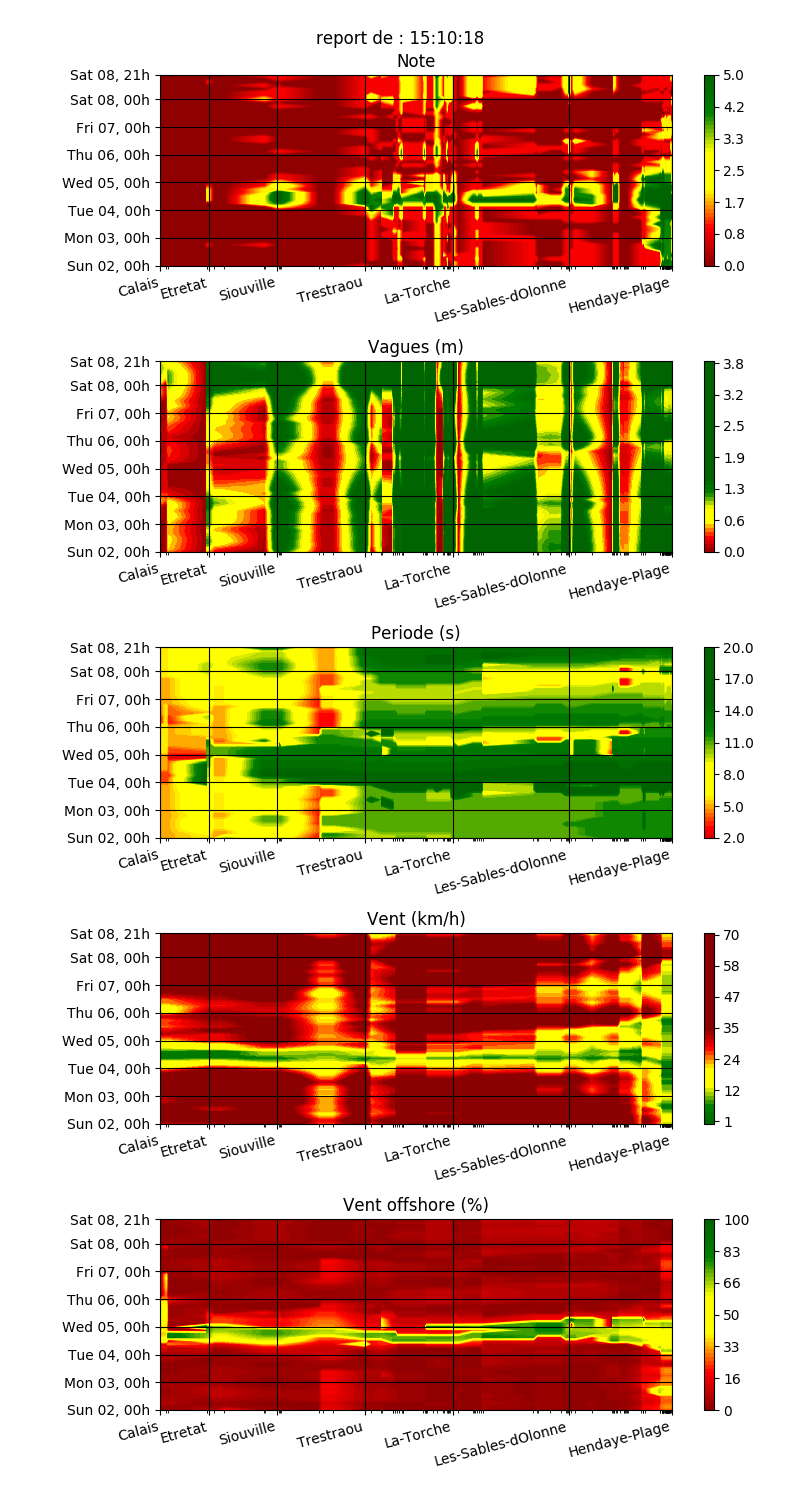 report de : 15:10:18
Note
Sat 08, 21h
Sat 08, 00h
Fri 07, 00h
Thu 06, 00h
Wed 05, 00h
Tue 04, 00h
Mon 03, 00h
Sun 02, 00h
Calais
Etretat
Siouville
Trestraou
La-Torche
Les-Sables-dOlonne
Hendaye-Plage
5.0
4.2
3.3
2.5
1.7
0.8
0.0
Vagues (m)
Sat 08, 21h
Sat 08, 00h
Fri 07, 00h
Thu 06, 00h
Wed 05, 00h
Tue 04, 00h
Mon 03, 00h
Sun 02, 00h
Calais
Etretat
Siouville
Trestraou
La-Torche
Les-Sables-dOlonne
Hendaye-Plage
3.8
3.2
2.5
1.9
1.3
0.6
0.0
Periode (s)
Sat 08, 21h
Sat 08, 00h
Fri 07, 00h
Thu 06, 00h
Wed 05, 00h
Tue 04, 00h
Mon 03, 00h
Sun 02, 00h
Calais
Etretat
Siouville
Trestraou
La-Torche
Les-Sables-dOlonne
Hendaye-Plage
20.0
17.0
14.0
11.0
8.0
5.0
2.0
Vent (km/h)
Sat 08, 21h
Sat 08, 00h
Fri 07, 00h
Thu 06, 00h
Wed 05, 00h
Tue 04, 00h
Mon 03, 00h
Sun 02, 00h
Calais
Etretat
Siouville
Trestraou
La-Torche
Les-Sables-dOlonne
Hendaye-Plage
70
58
47
35
24
12
1
Vent offshore (%)
Sat 08, 21h
Sat 08, 00h
Fri 07, 00h
Thu 06, 00h
Wed 05, 00h
Tue 04, 00h
Mon 03, 00h
Sun 02, 00h
Calais
Etretat
Siouville
Trestraou
La-Torche
Les-Sables-dOlonne
Hendaye-Plage
100
83
66
50
33
16
0